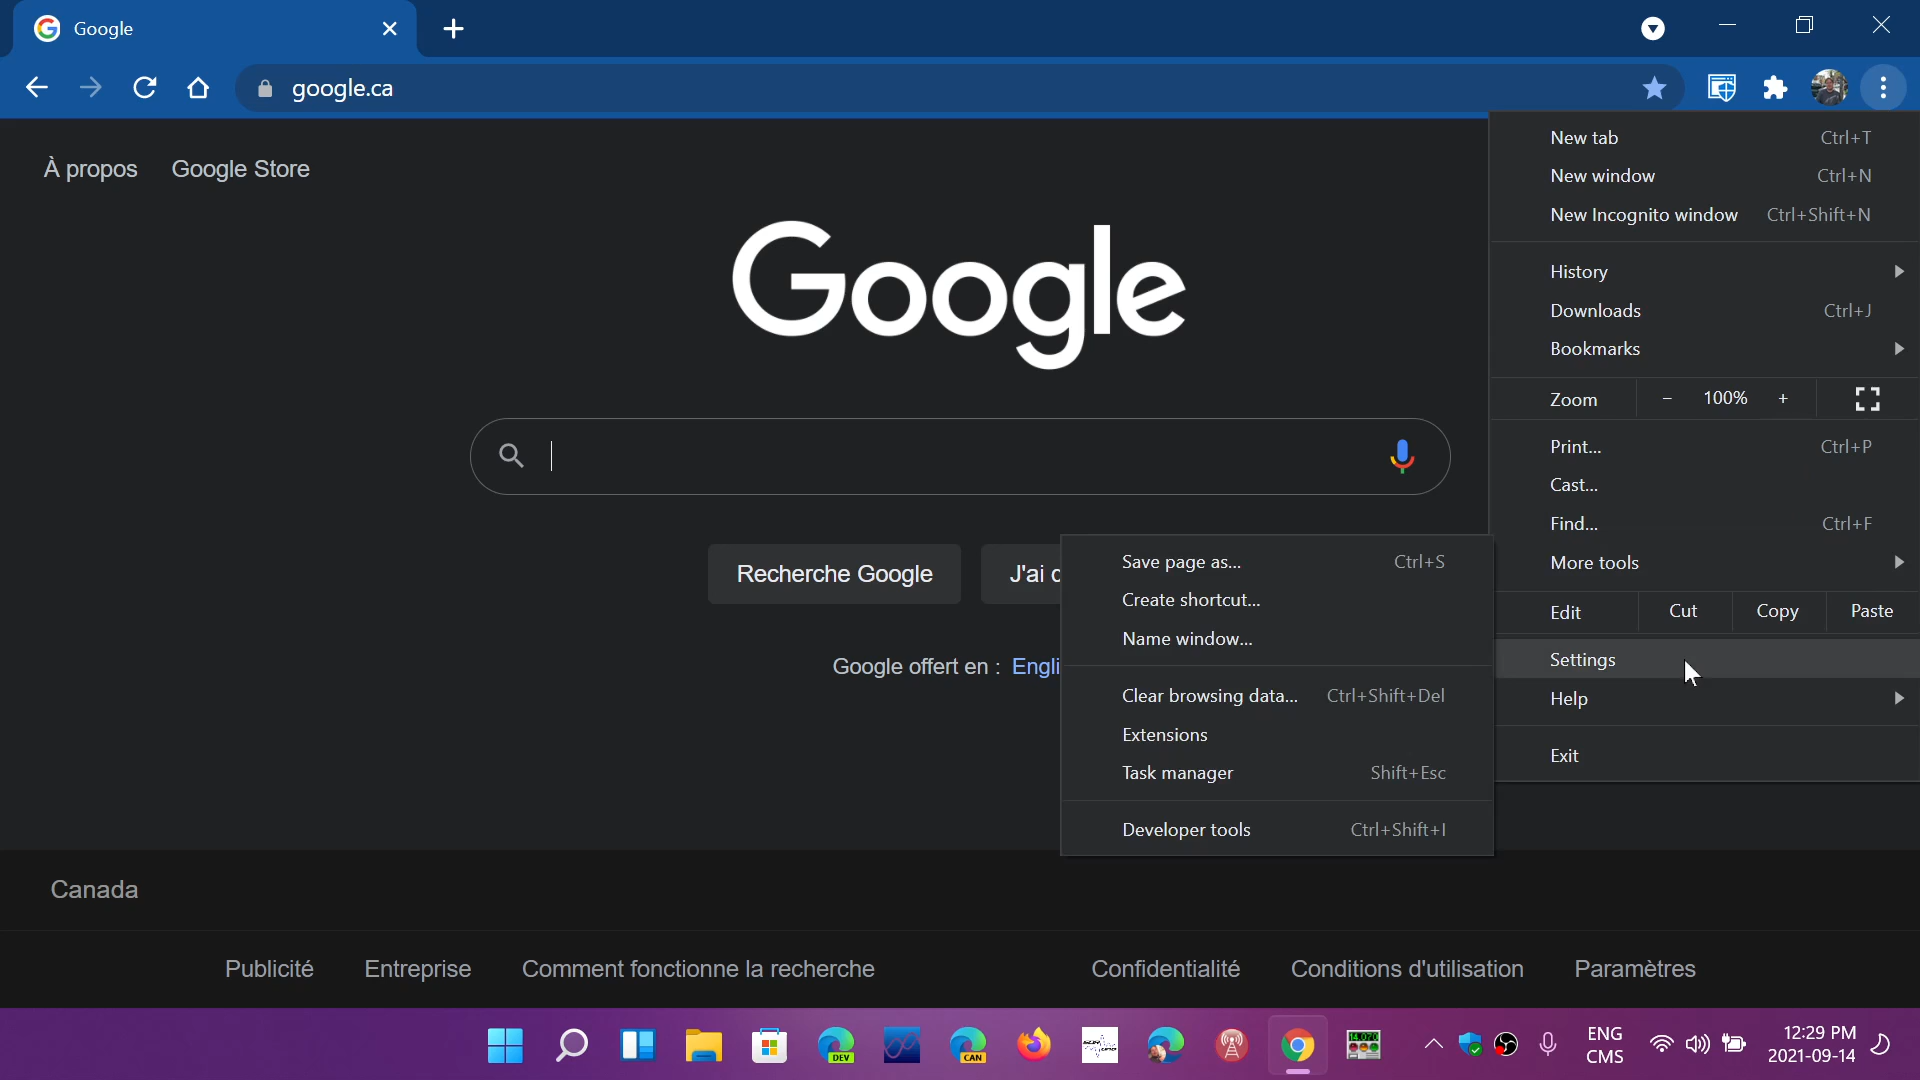 Google
google.ca
À propos Google Store
Google
Recherche Google J'ai
Google offert en : Engli
Canada
Publicité Entreprise Comment fonctionne la recherche Confidentialité Conditions d'utilisation Paramètres
New tab Ctrl+T
New window Ctrl+N
New Incognito window Ctrl+Shift+N
History
Downloads Ctrl+J
Bookmarks
Zoom - 100% +
Print... Ctrl+P
Cast...
Find... Ctrl+F
More tools
Edit Cut Copy Paste
Settings
Help
Exit
Save page as... Ctrl+S
Create shortcut...
Name window...
Clear browsing data... Ctrl+Shift+Del
Extensions
Task manager Shift+Esc
Developer tools Ctrl+Shift+I
DEV
CAN
ENG
CMS
12:29 PM
2021-09-14